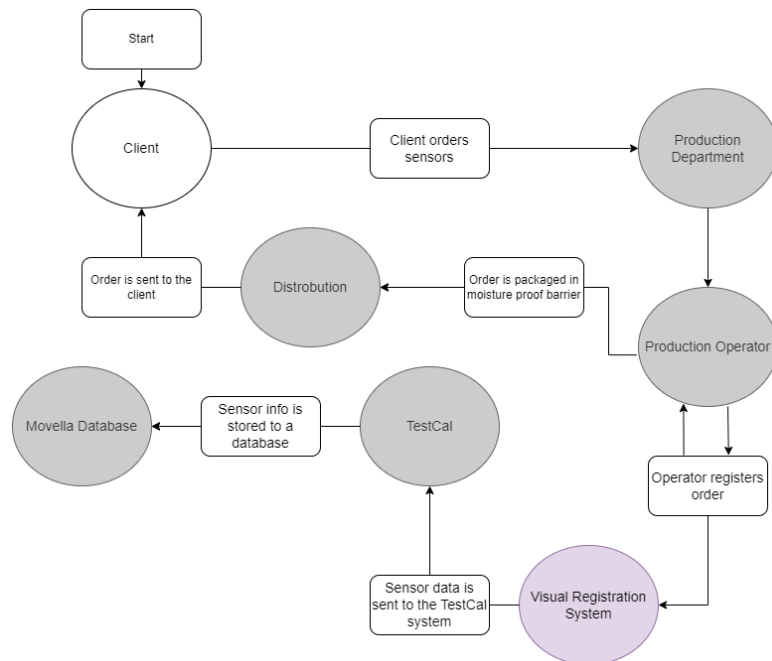 Start
Client
Client orders
sensors
Production
Department
Order is sent to the
client
Distrobution
Order is packaged in
moisture proof barrier
Production Operator
Movella Database
Sensor info is
stored to a
database
TestCal
Operator registers
order
Sensor data is
sent to the TestCal
system
Visual Registration
System